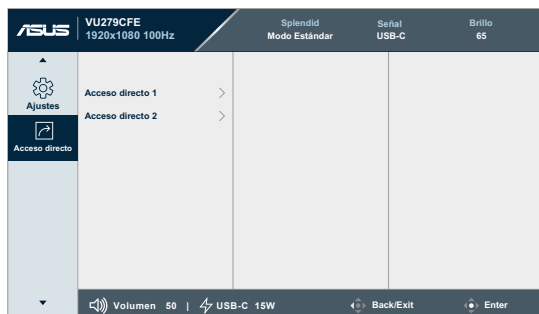 ASUS
VU279CFE
1920x1080 100Hz
Splendid
Modo Estándar
Señal
USB-C
Brillo
65
Ajustes
Acceso directo
Acceso directo 1
Acceso directo 2
Volumen 50 | USB-C 15W
Back/Exit
Enter